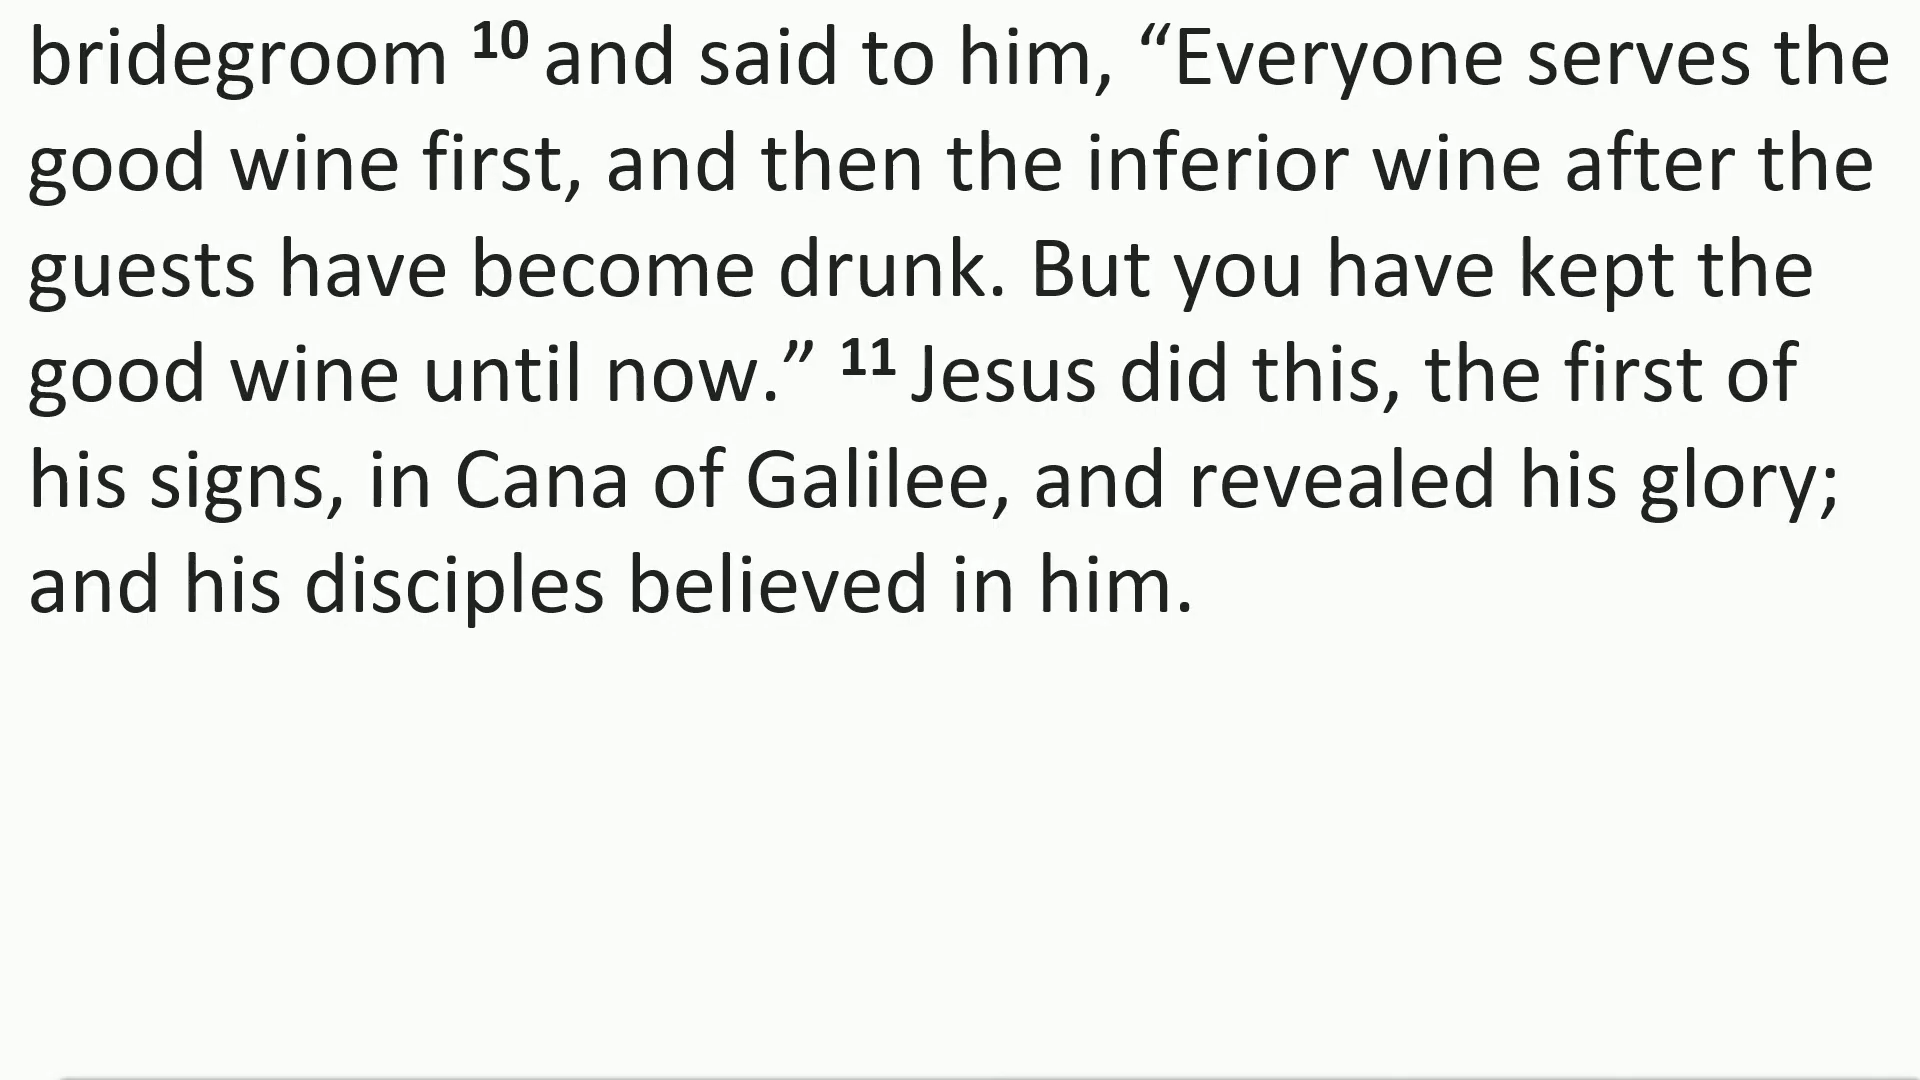 bridegroom 10 and said to him, “Everyone serves the
good wine first, and then the inferior wine after the
guests have become drunk. But you have kept the
good wine until now.” 11 Jesus did this, the first of
his signs, in Cana of Galilee, and revealed his glory;
and his disciples believed in him.